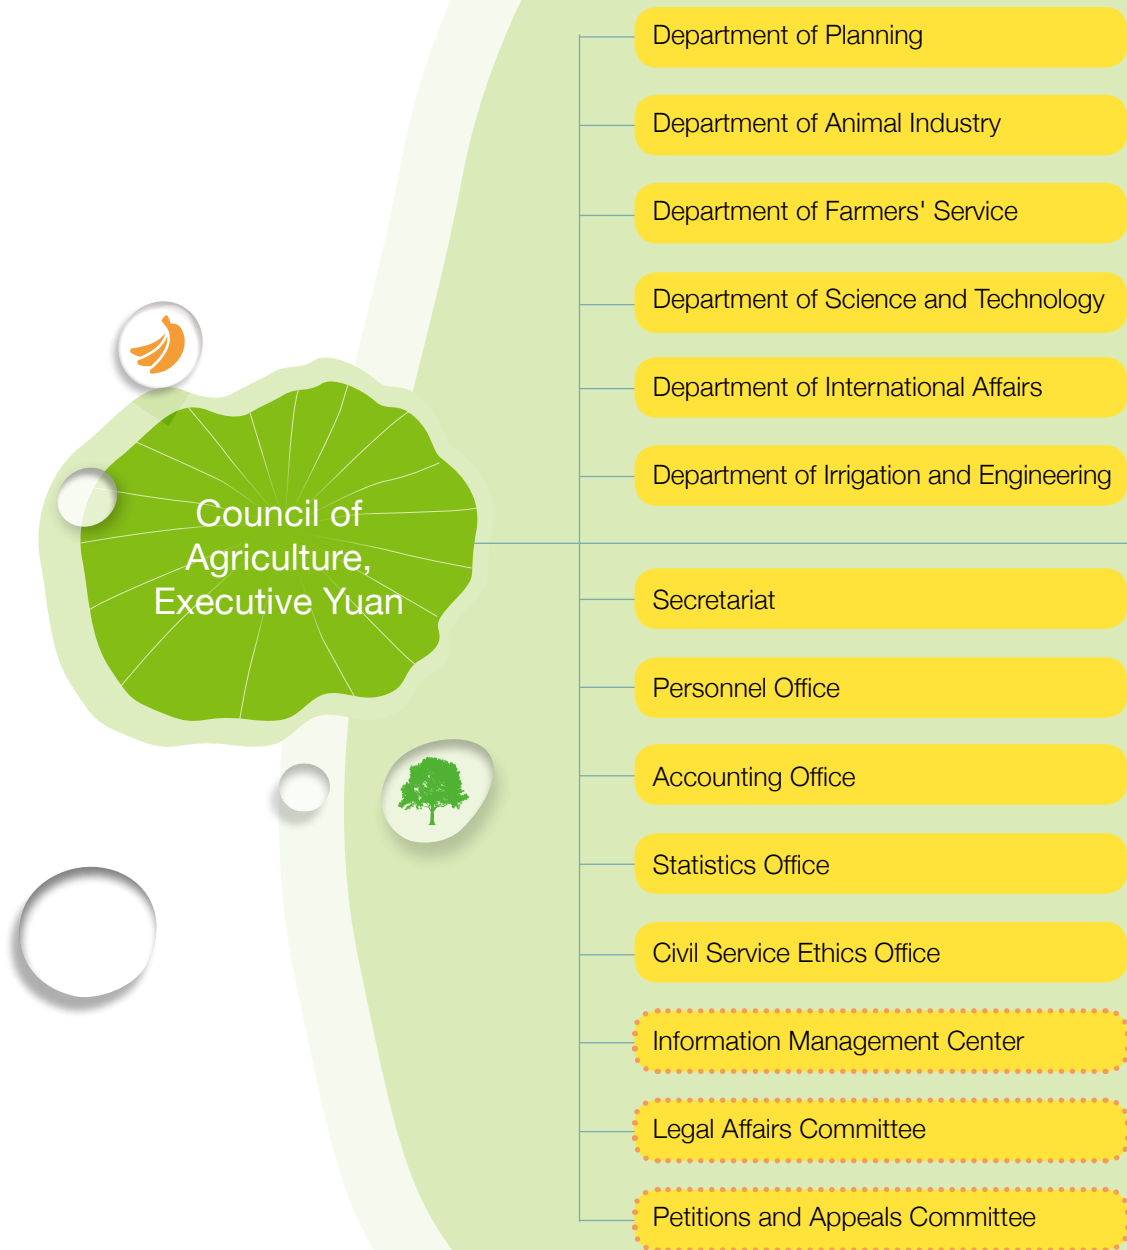 Department of Planning
Department of Animal Industry
Department of Farmers' Service
Department of Science and Technology
Department of International Affairs
Department of Irrigation and Engineering
Council of
Agriculture,
Executive Yuan
Secretariat
Personnel Office
Accounting Office
Statistics Office
Civil Service Ethics Office
Information Management Center
Legal Affairs Committee
Petitions and Appeals Committee